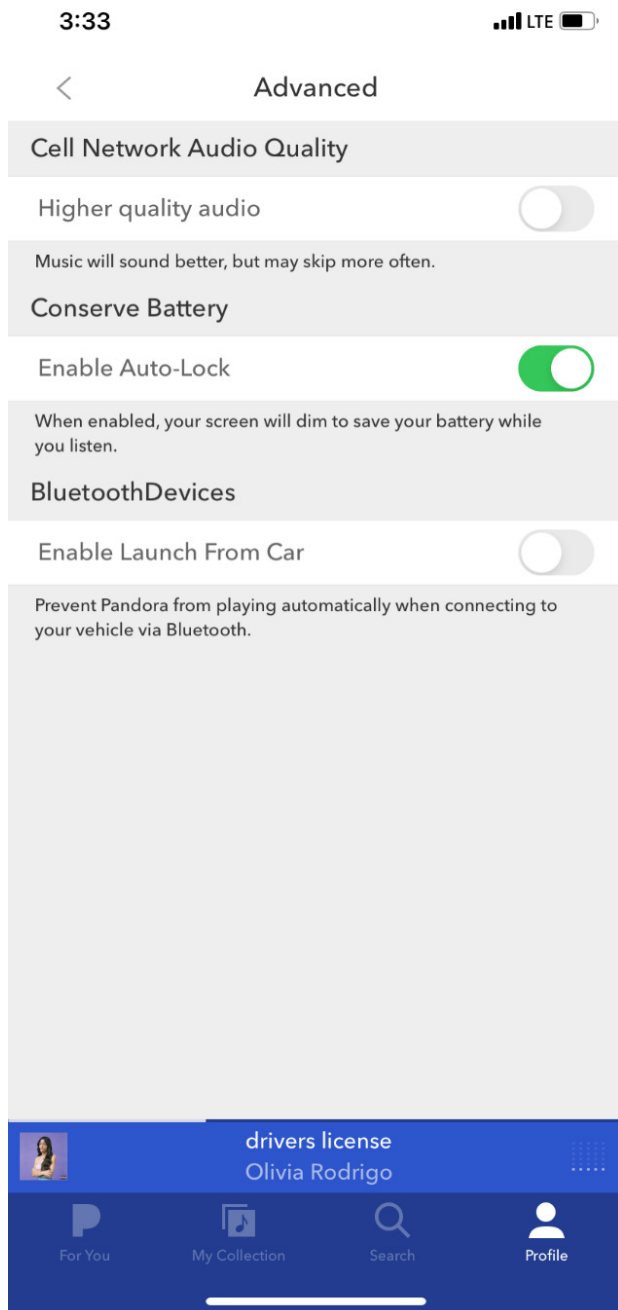 3:33 LTE
Advanced
Cell Network Audio Quality
Higher quality audio
Music will sound better, but may skip more often.
Conserve Battery
Enable Auto-Lock
When enabled, your screen will dim to save your battery while
you listen.
BluetoothDevices
Enable Launch From Car
Prevent Pandora from playing automatically when connecting to
your vehicle via Bluetooth.
drivers license
Olivia Rodrigo
For You My Collection Search Profile